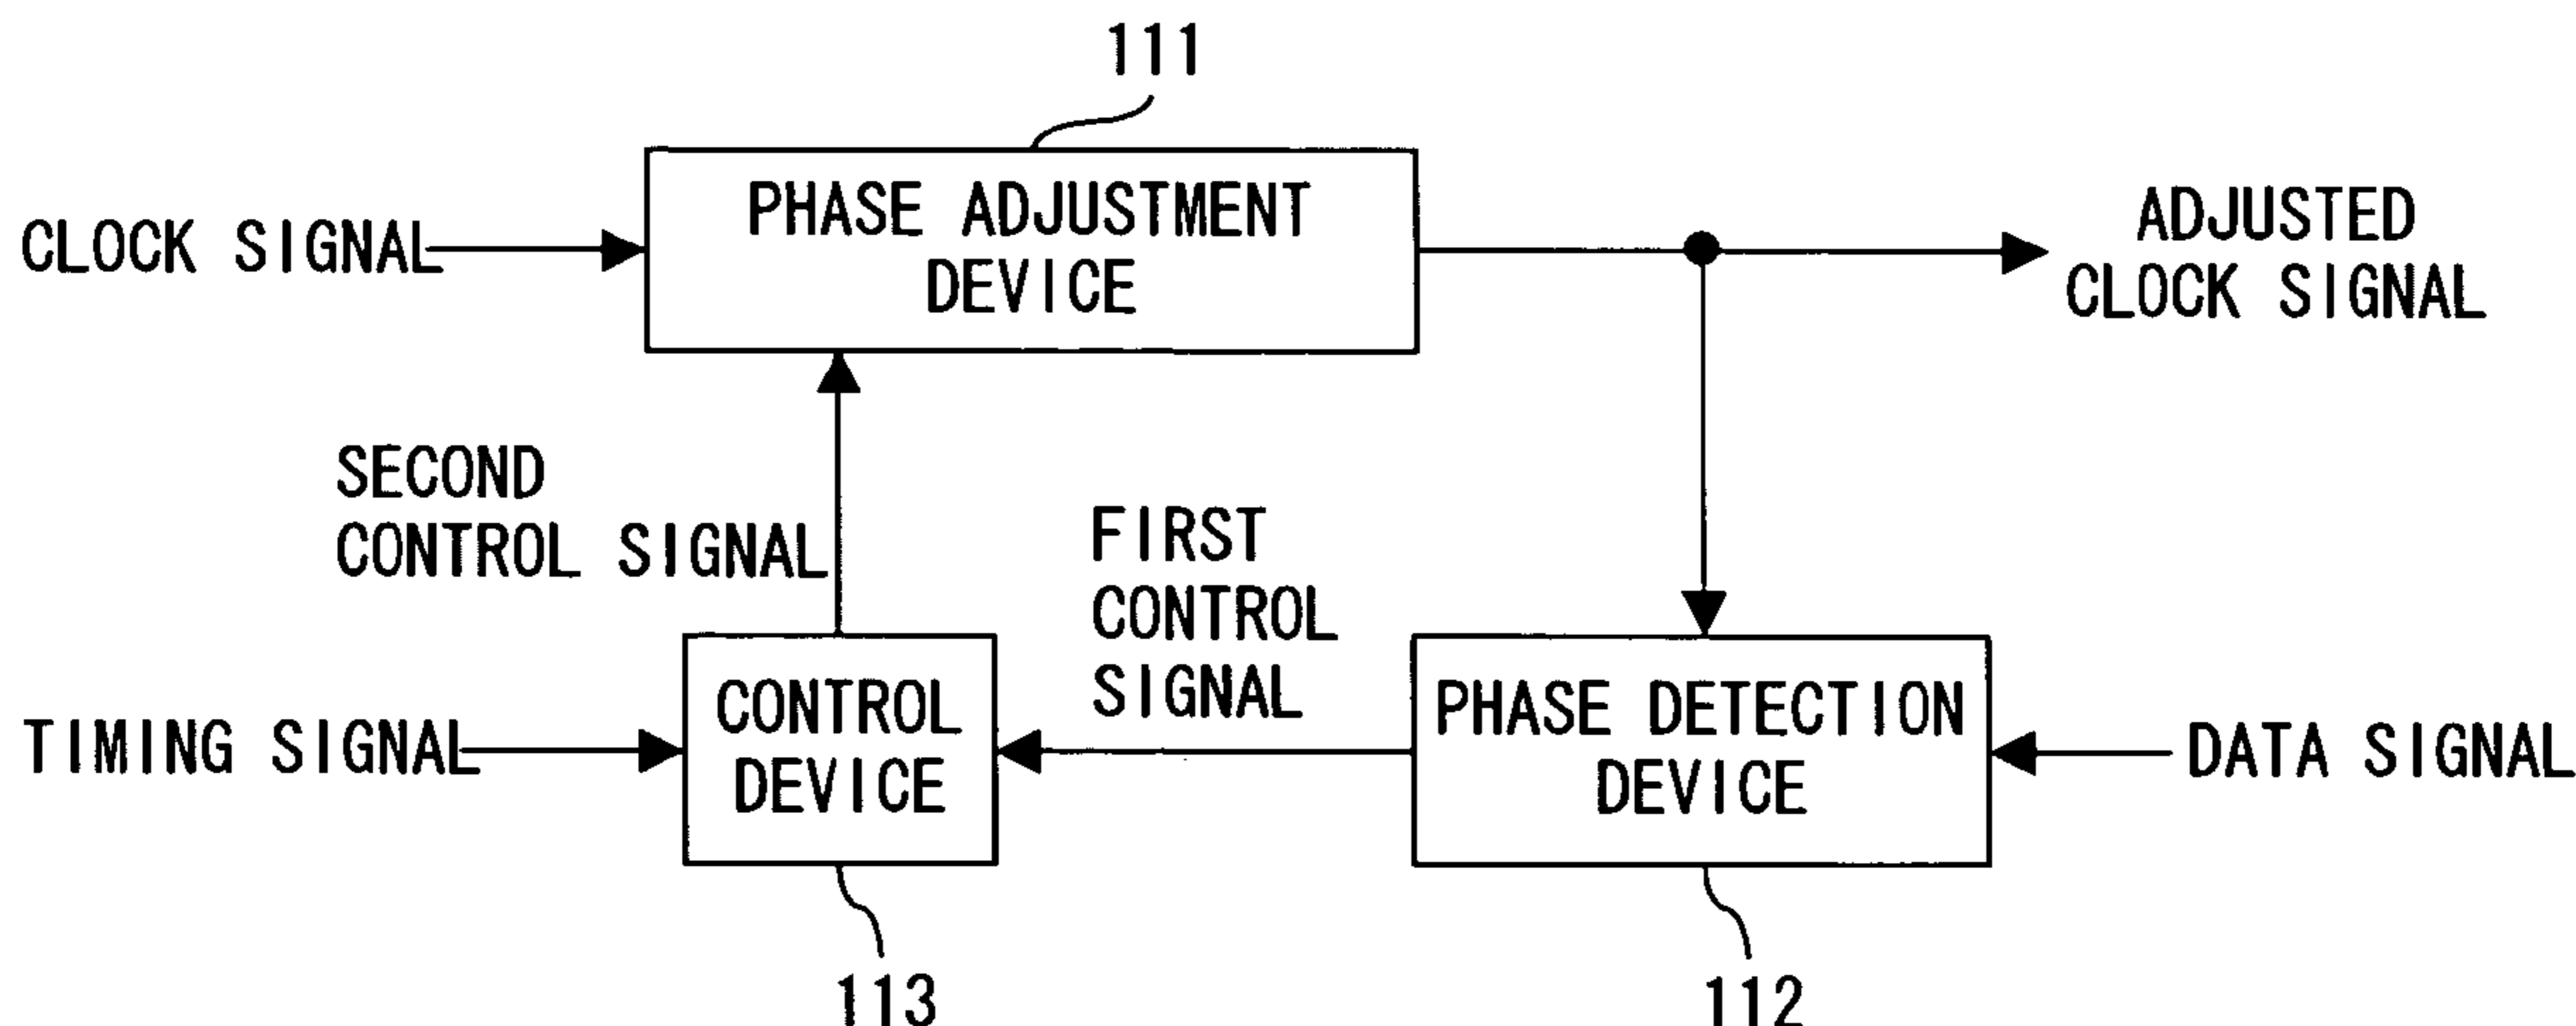 111
PHASE ADJUSTMENT
DEVICE
CLOCK SIGNAL
ADJUSTED
CLOCK SIGNAL
SECOND
CONTROL SIGNAL
FIRST
CONTROL
SIGNAL
TIMING SIGNAL
CONTROL
DEVICE
PHASE DETECTION
DEVICE
DATA SIGNAL
113
112